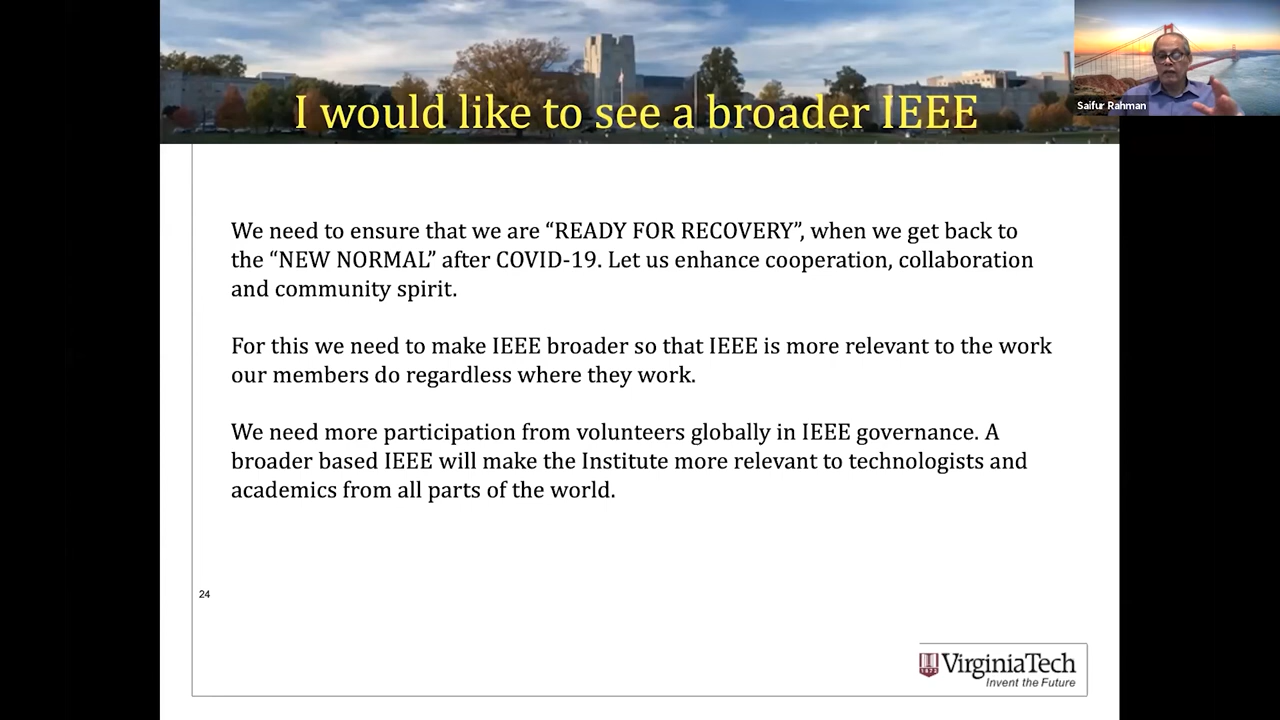 I would like to see a broader IEEE
Saifur Rahman
We need to ensure that we are “READY FOR RECOVERY”, when we get back to
the “NEW NORMAL” after COVID-19. Let us enhance cooperation, collaboration
and community spirit.
For this we need to make IEEE broader so that IEEE is more relevant to the work
our members do regardless where they work.
We need more participation from volunteers globally in IEEE governance. A
broader based IEEE will make the Institute more relevant to technologists and
academics from all parts of the world.
24
1872
VirginiaTech
Invent the Future